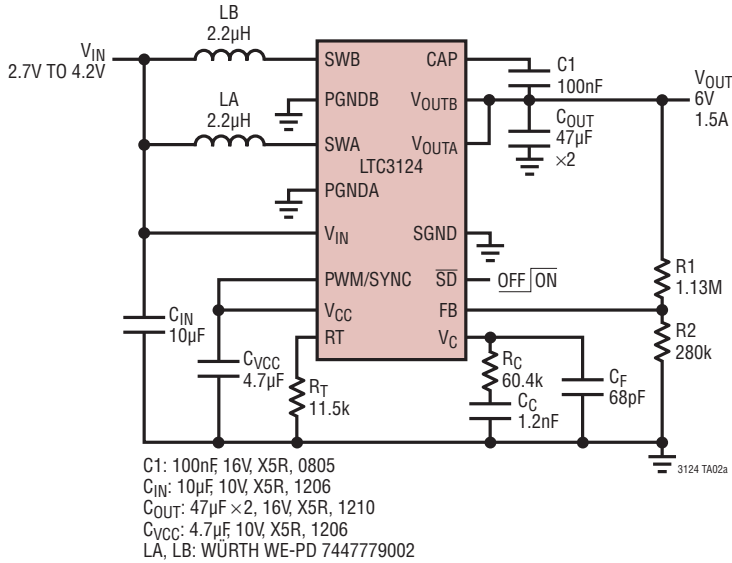 LB
2.2µH
VIN
2.7V TO 4.2V
LA
2.2µH
SWB
CAP
C1
100nF
PGNDB
VOUTB
VOUT
6V
1.5A
COUT
47µF
×2
SWA
VOUTA
LTC3124
PGNDA
VIN
SGND
PWM/SYNC
SD
OFF ON
R1
1.13M
CIN
10µF
VCC
FB
RT
VC
R2
280k
CVCC
4.7µF
RT
11.5k
RC
60.4k
CC
1.2nF
CF
68pF
3124 TA02a
C1: 100nF, 16V, X5R, 0805
CIN: 10µF, 10V, X5R, 1206
COUT: 47µF ×2, 16V, X5R, 1210
CVCC: 4.7µF, 10V, X5R, 1206
LA, LB: WÜRTH WE-PD 7447779002